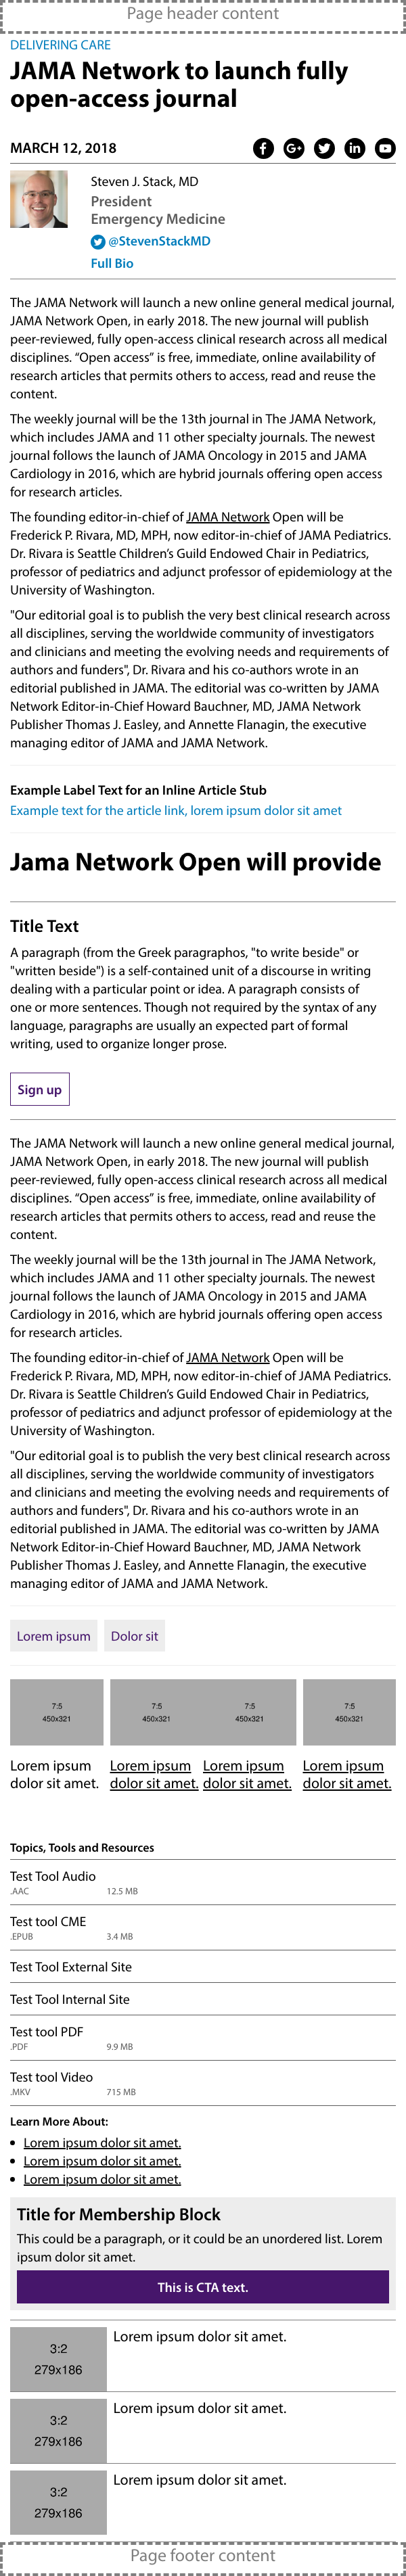 Page header content
DELIVERING CARE
JAMA Network to launch fully
open-access journal
MARCH 12, 2018
Steven J. Stack, MD
President
Emergency Medicine
@StevenStackMD
Full Bio
The JAMA Network will launch a new online general medical journal,
JAMA Network Open, in early 2018. The new journal will publish
peer-reviewed, fully open-access clinical research across all medical
disciplines. “Open access” is free, immediate, online availability of
research articles that permits others to access, read and reuse the
content.
The weekly journal will be the 13th journal in The JAMA Network,
which includes JAMA and 11 other specialty journals. The newest
journal follows the launch of JAMA Oncology in 2015 and JAMA
Cardiology in 2016, which are hybrid journals offering open access
for research articles.
The founding editor-in-chief of JAMA Network Open will be
Frederick P. Rivara, MD, MPH, now editor-in-chief of JAMA Pediatrics.
Dr. Rivara is Seattle Children’s Guild Endowed Chair in Pediatrics,
professor of pediatrics and adjunct professor of epidemiology at the
University of Washington.
"Our editorial goal is to publish the very best clinical research across
all disciplines, serving the worldwide community of investigators
and clinicians and meeting the evolving needs and requirements of
authors and funders", Dr. Rivara and his co-authors wrote in an
editorial published in JAMA. The editorial was co-written by JAMA
Network Editor-in-Chief Howard Bauchner, MD, JAMA Network
Publisher Thomas J. Easley, and Annette Flanagin, the executive
managing editor of JAMA and JAMA Network.
Example Label Text for an Inline Article Stub
Example text for the article link, lorem ipsum dolor sit amet
Jama Network Open will provide
Title Text
A paragraph (from the Greek paragraphos, "to write beside" or
"written beside") is a self-contained unit of a discourse in writing
dealing with a particular point or idea. A paragraph consists of
one or more sentences. Though not required by the syntax of any
language, paragraphs are usually an expected part of formal
writing, used to organize longer prose.
Sign up
The JAMA Network will launch a new online general medical journal,
JAMA Network Open, in early 2018. The new journal will publish
peer-reviewed, fully open-access clinical research across all medical
disciplines. “Open access” is free, immediate, online availability of
research articles that permits others to access, read and reuse the
content.
The weekly journal will be the 13th journal in The JAMA Network,
which includes JAMA and 11 other specialty journals. The newest
journal follows the launch of JAMA Oncology in 2015 and JAMA
Cardiology in 2016, which are hybrid journals offering open access
for research articles.
The founding editor-in-chief of JAMA Network Open will be
Frederick P. Rivara, MD, MPH, now editor-in-chief of JAMA Pediatrics.
Dr. Rivara is Seattle Children’s Guild Endowed Chair in Pediatrics,
professor of pediatrics and adjunct professor of epidemiology at the
University of Washington.
"Our editorial goal is to publish the very best clinical research across
all disciplines, serving the worldwide community of investigators
and clinicians and meeting the evolving needs and requirements of
authors and funders", Dr. Rivara and his co-authors wrote in an
editorial published in JAMA. The editorial was co-written by JAMA
Network Editor-in-Chief Howard Bauchner, MD, JAMA Network
Publisher Thomas J. Easley, and Annette Flanagin, the executive
managing editor of JAMA and JAMA Network.
Lorem ipsum Dolor sit
7:5 7:5 7:5 7:5
450x321 450x321 450x321 450x321
Lorem ipsum Lorem ipsum Lorem ipsum Lorem ipsum
dolor sit amet. dolor sit amet. dolor sit amet. dolor sit amet.
Topics, Tools and Resources
Test Tool Audio
.AAC 12.5 MB
Test tool CME
.EPUB 3.4 MB
Test Tool External Site
Test Tool Internal Site
Test tool PDF
.PDF 9.9 MB
Test tool Video
.MKV 715 MB
Learn More About:
Lorem ipsum dolor sit amet.
Lorem ipsum dolor sit amet.
Lorem ipsum dolor sit amet.
Title for Membership Block
This could be a paragraph, or it could be an unordered list. Lorem
ipsum dolor sit amet.
This is CTA text.
Lorem ipsum dolor sit amet.
3:2
279x186
Lorem ipsum dolor sit amet.
3:2
279x186
Lorem ipsum dolor sit amet.
3:2
279x186
Page footer content